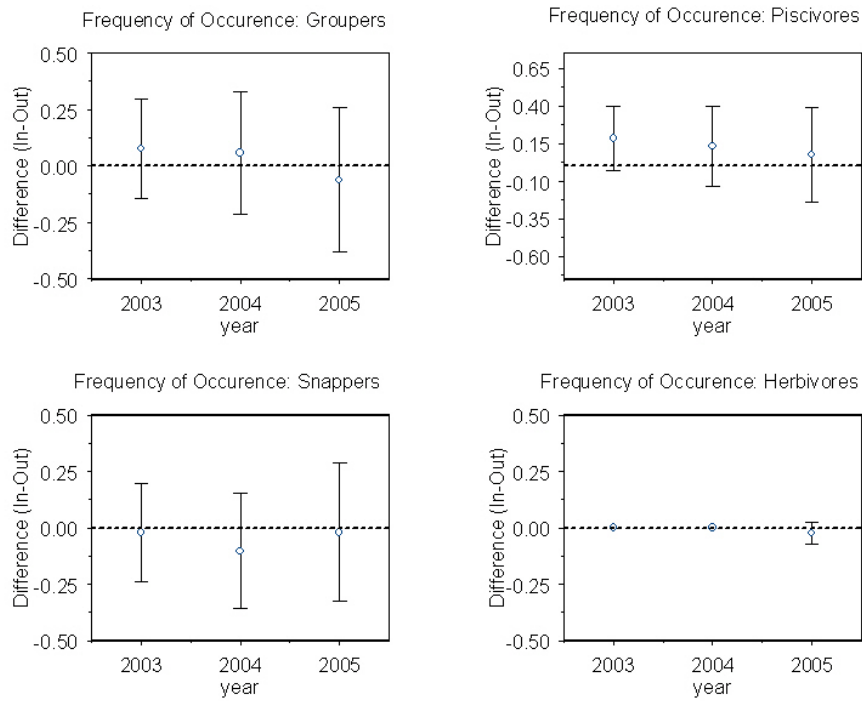 Frequency of Occurence: Groupers
0.50
0.25
0.00
-0.25
-0.50
Difference (In-Out)
2003 2004 2005
year
Frequency of Occurence: Piscivores
0.65
0.40
0.15
-0.10
-0.35
-0.60
Difference (In-Out)
2003 2004 2005
year
Frequency of Occurence: Snappers
0.50
0.25
0.00
-0.25
-0.50
Difference (In-Out)
2003 2004 2005
year
Frequency of Occurence: Herbivores
0.50
0.25
0.00
-0.25
-0.50
Difference (In-Out)
2003 2004 2005
year